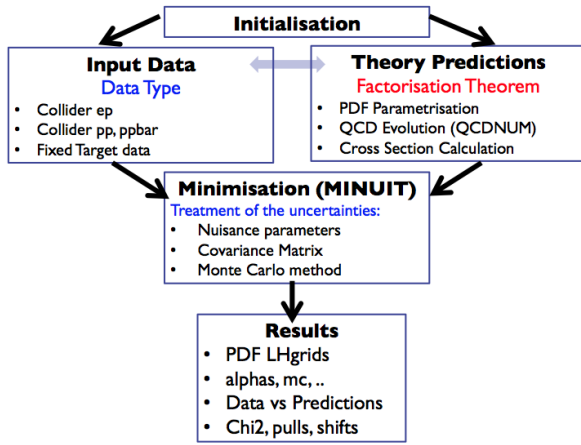 Initialisation
Input Data
Data Type
• Collider ep
• Collider pp, ppbar
• Fixed Target data
Theory Predictions
Factorisation Theorem
• PDF Parametrisation
• QCD Evolution (QCDNUM)
• Cross Section Calculation
Minimisation (MINUIT)
Treatment of the uncertainties:
• Nuisance parameters
• Covariance Matrix
• Monte Carlo method
Results
• PDF LHgrids
• alphas, mc, ..
• Data vs Predictions
• Chi2, pulls, shifts